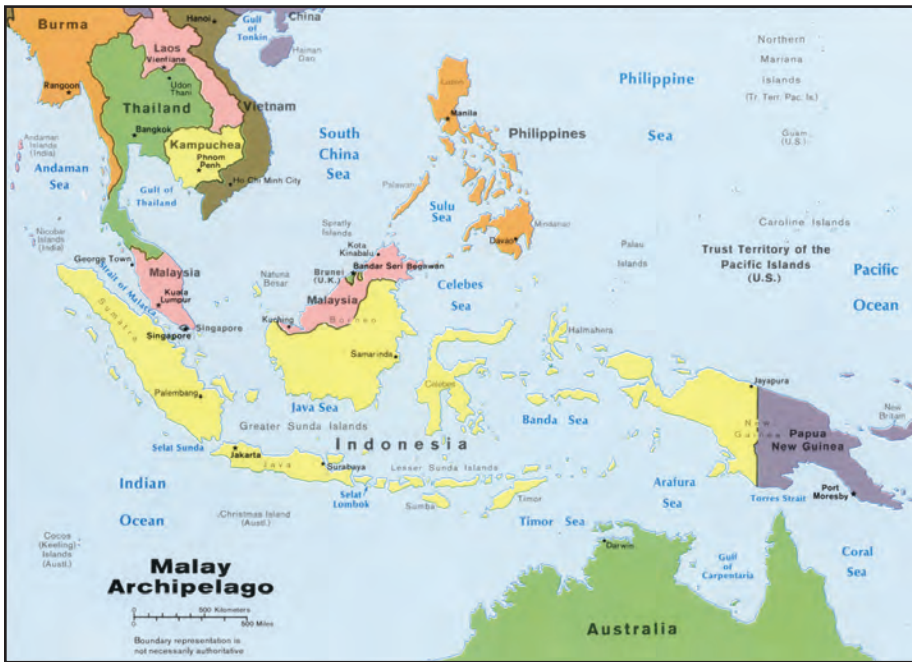 Burma
Hanoi
Gulf
of
Tonkin
China
Hainan
Dao
Laos
Vientiane
Udon
Thani
Rangoon
Thailand
Vietnam
Bangkok
Kampuchea
Phnom
Penh
Ho Chi Minh City
Andaman
Islands
(India)
Andaman
Sea
Gulf of
Thailand
Nicobar
Islands
(India)
South
China
Sea
Luzon
Manila
Philippines
Philippine
Sea
Northern
Mariana
Islands
(Tr. Terr. Pac. Is.)
Guam
(U.S.)
Palawan
Sulu
Sea
Mindanao
Davao
Spratly
Islands
Caroline Islands
Palau
Islands
Trust Territory of the
Pacific Islands
(U.S.)
Pacific
Ocean
George Town
Strait of Malacca
Malaysia
Kuala
Lumpur
Natuna
Besar
Kota
Kinabalu
Brunei
(U.K.)
Bandar Seri Begawan
Malaysia
Celebes
Sea
Singapore
Singapore
Kuching
Borneo
Sumatra
Samarinda
Halmahera
Palembang
Celebes
Java Sea
Banda Sea
Jayapura
New
Guinea
Papua
New Guinea
New
Britain
Greater Sunda Islands
Indonesia
Selat Sunda
Jakarta
Java
Surabaya
Lesser Sunda Islands
Selat
Lombok
Sumba
Timor
Arafura
Sea
Torres Strait
Port
Moresby
Indian
Ocean
Christmas Island
(Austl.)
Timor Sea
Cocos
(Keeling)
Islands
(Austl.)
Darwin
Gulf
of
Carpentaria
Coral
Sea
Malay
Archipelago
0 500 Kilometers
0 500 Miles
Boundary representation is
not necessarily authoritative
Australia